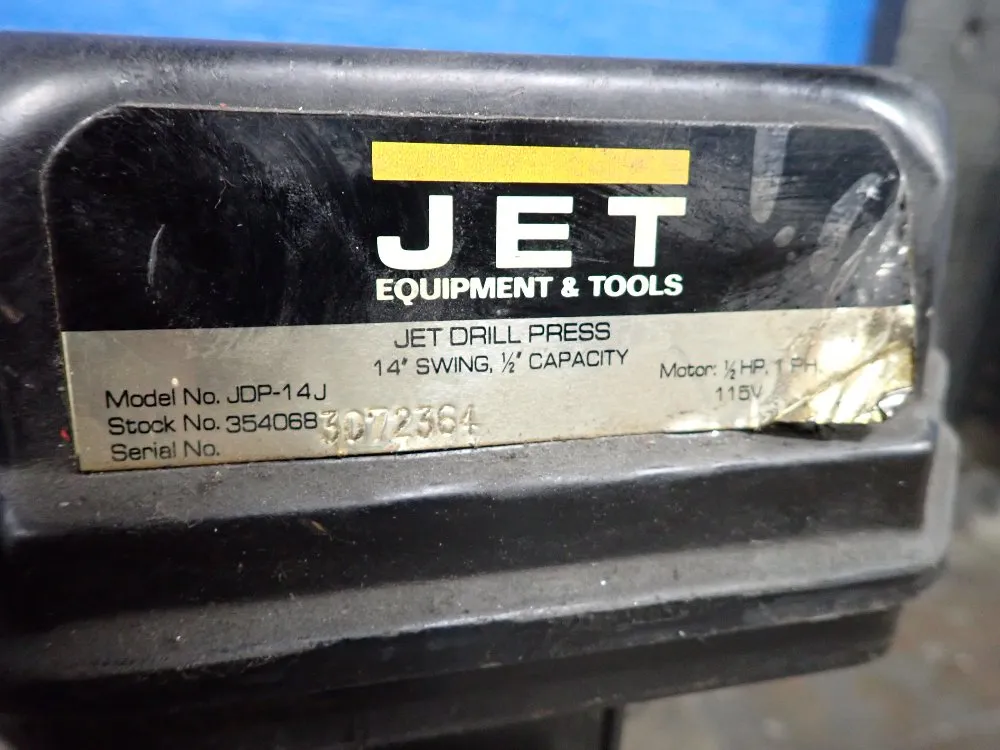 JET
EQUIPMENT & TOOLS
JET DRILL PRESS
14" SWING, ½" CAPACITY
Motor: ½ HP, 1 PH,
115V
Model No. JDP-14J
Stock No. 354068
Serial No. 3072364